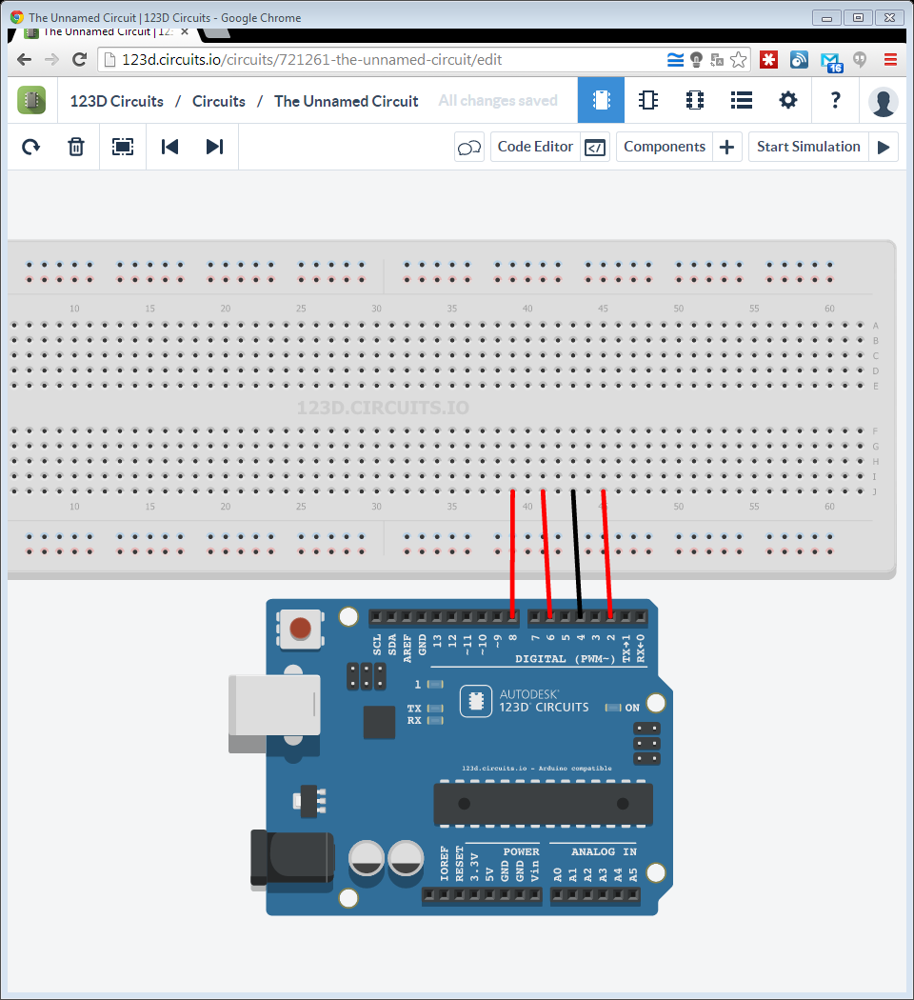 The Unnamed Circuit | 123D Circuits - Google Chrome
The Unnamed Circuit | 12
123d.circuits.io/circuits/721261-the-unnamed-circuit/edit
16
123D Circuits / Circuits / The Unnamed Circuit All changes saved ?
Code Editor </> Components + Start Simulation
10 15 20 25 30 35 40 45 50 55 60
A
B
C
D
E
123D.CIRCUITS.IO
F
G
H
I
J
10 15 20 25 30 40 4 50 55 60
SCL SDA AREF GND 13 12 ~11 ~10 ~9 8 7 ~6 ~5 4 ~3 2 TX→1 RX←0
DIGITAL (PWM~)
1
AUTODESK®
TX 123D® CIRCUITS ON
RX
123d.circuits.io - Arduino compatible
POWER ANALOG IN
IOREF RESET 3.3V 5V GND GND Vin A0 A1 A2 A3 A4 A5